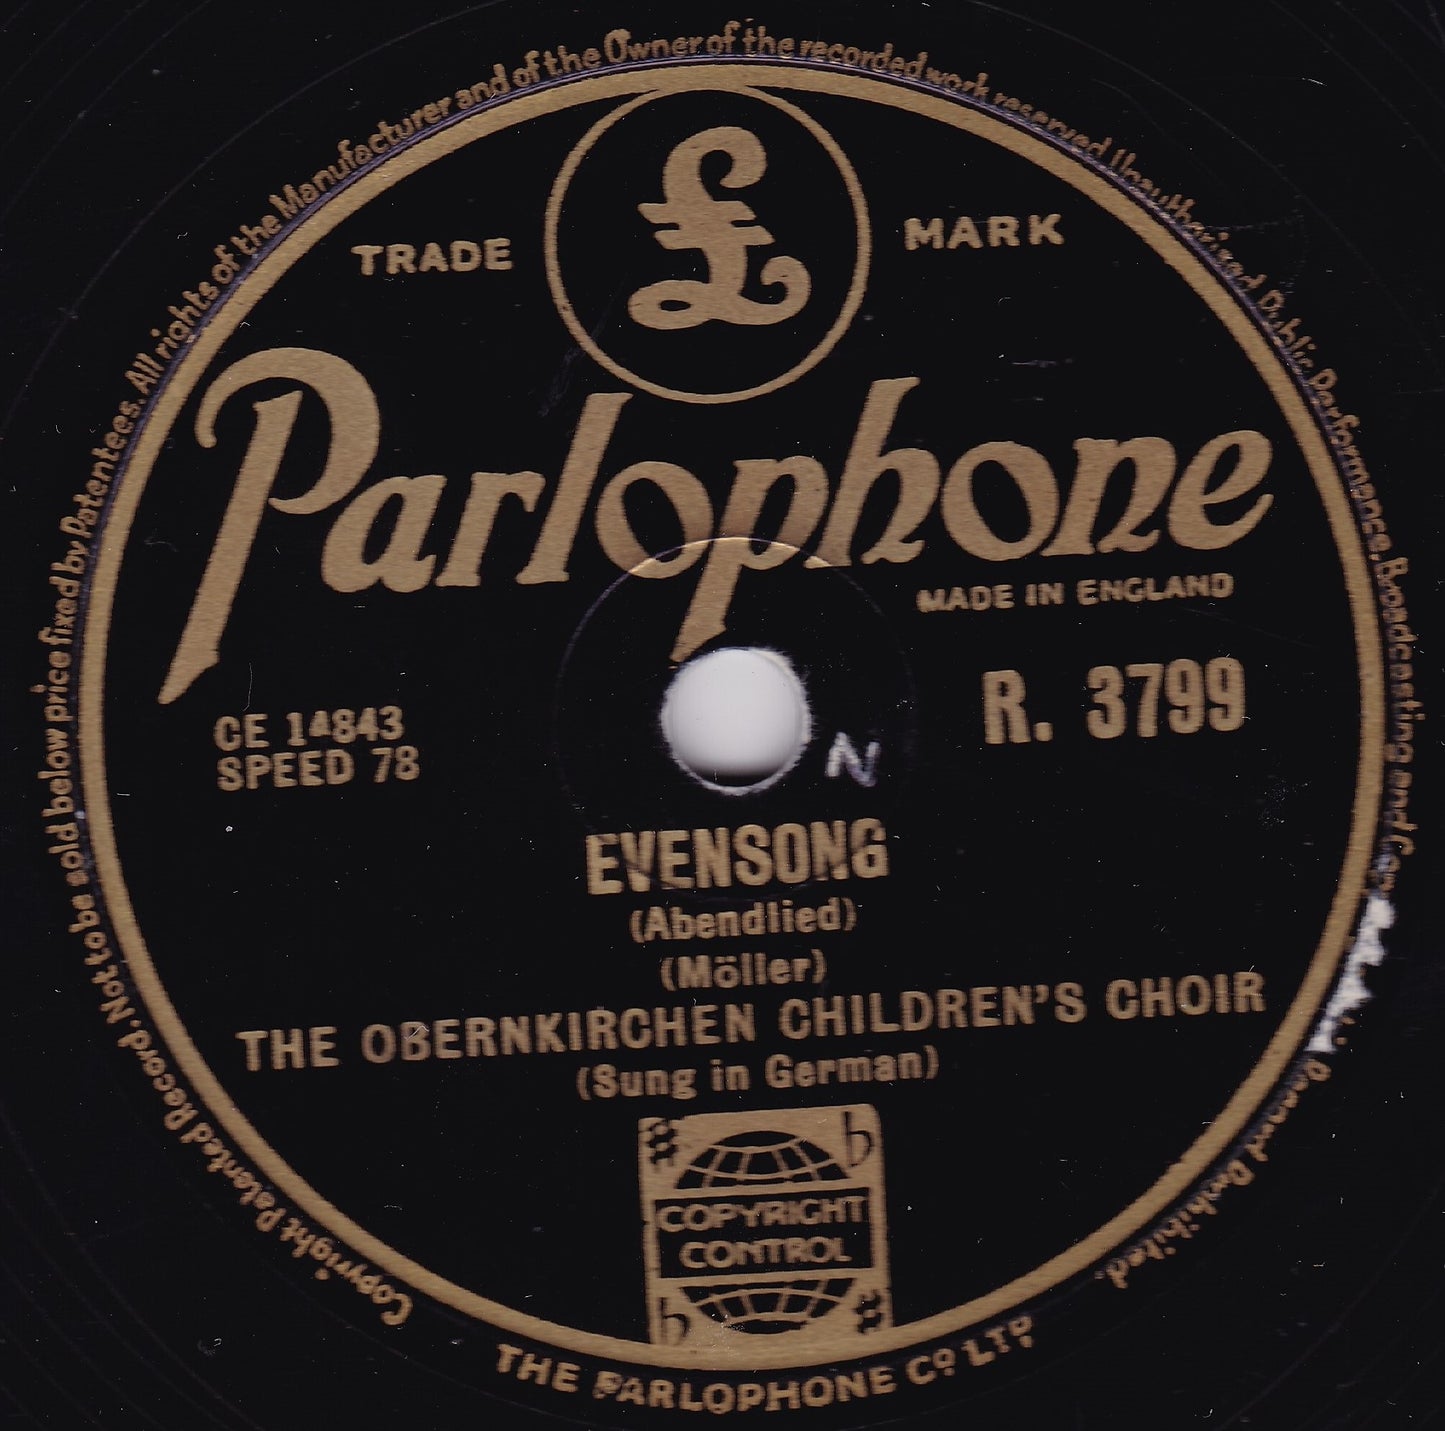 Copyright Patented Record. Not to be sold below price fixed by Patentees. All rights of the Manufacturer and of the Owner of the recorded work reserved. Unauthorised Public Performance, Broadcasting and Record Prohibited.
£
TRADE MARK
Parlophone
MADE IN ENGLAND
CE 14843
SPEED 78
R. 3799
N
EVENSONG
(Abendlied)
(Möller)
THE OBERNKIRCHEN CHILDREN'S CHOIR
(Sung in German)
COPYRIGHT
CONTROL
THE PARLOPHONE CO LTD